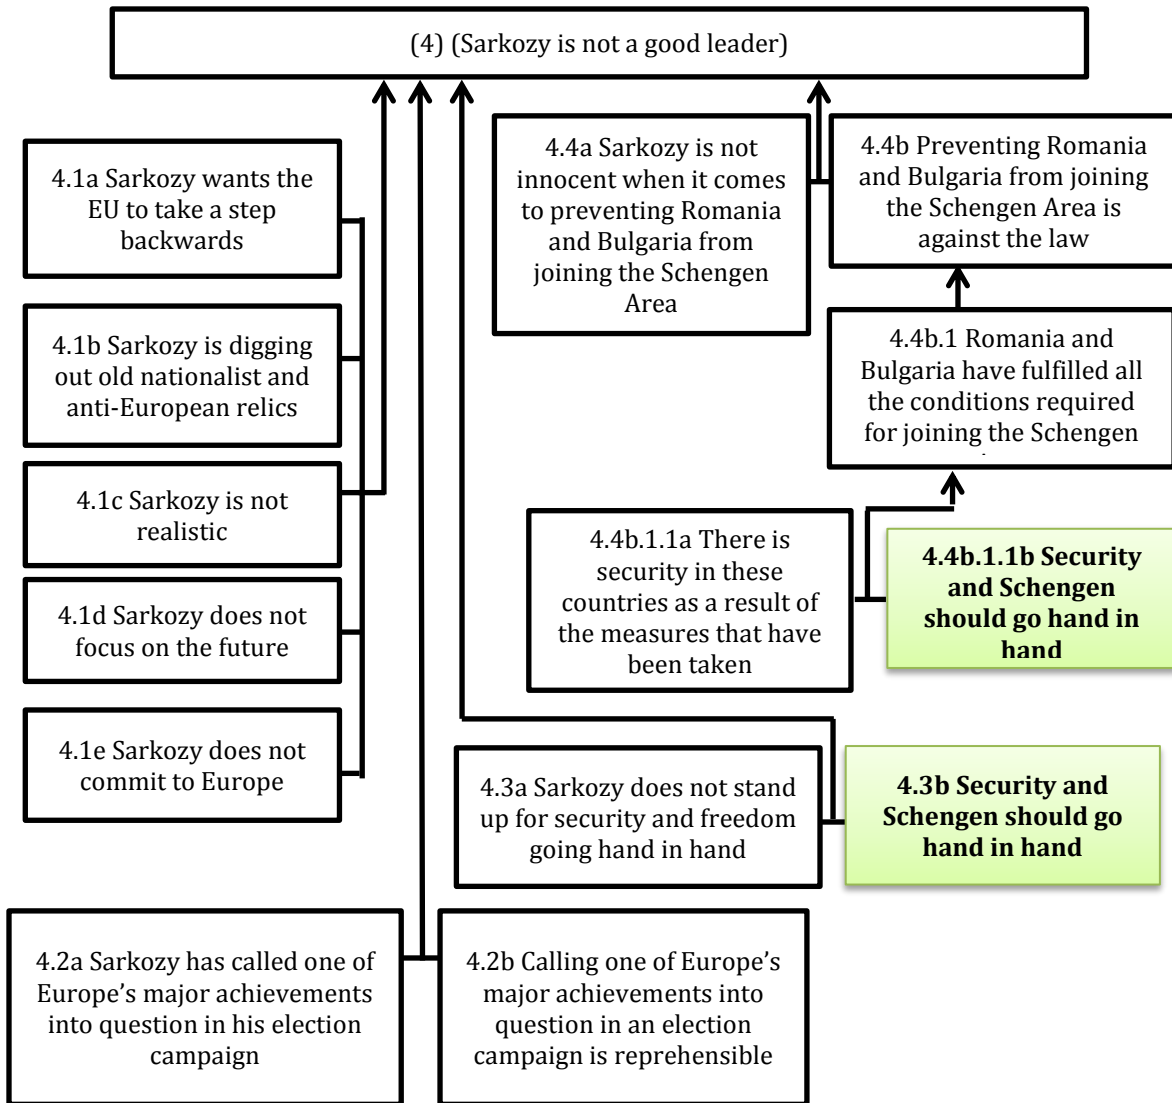 (4) (Sarkozy is not a good leader)
4.1a Sarkozy wants the
EU to take a step
backwards
4.1b Sarkozy is digging
out old nationalist and
anti-European relics
4.1c Sarkozy is not
realistic
4.1d Sarkozy does not
focus on the future
4.1e Sarkozy does not
commit to Europe
4.4a Sarkozy is not
innocent when it comes
to preventing Romania
and Bulgaria from
joining the Schengen
Area
4.4b Preventing Romania
and Bulgaria from joining
the Schengen Area is
against the law
4.4b.1 Romania and
Bulgaria have fulfilled all
the conditions required
for joining the Schengen
4.4b.1.1a There is
security in these
countries as a result of
the measures that have
been taken
4.4b.1.1b Security
and Schengen
should go hand in
hand
4.3a Sarkozy does not stand
up for security and freedom
going hand in hand
4.3b Security and
Schengen should go
hand in hand
4.2a Sarkozy has called one of
Europe’s major achievements
into question in his election
campaign
4.2b Calling one of Europe’s
major achievements into
question in an election
campaign is reprehensible